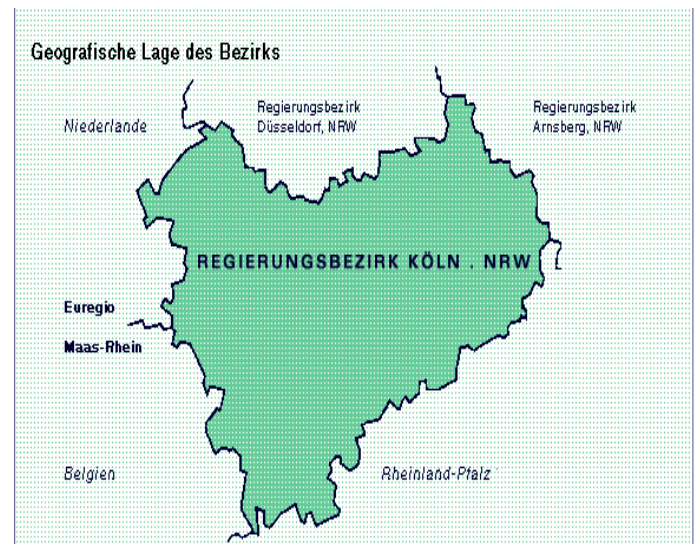 Geografische Lage des Bezirks
Niederlande
Regierungsbezirk
Düsseldorf, NRW
Regierungsbezirk
Arnsberg, NRW
REGIERUNGSBEZIRK KÖLN . NRW
Euregio
Maas-Rhein
Belgien
Rheinland-Pfalz